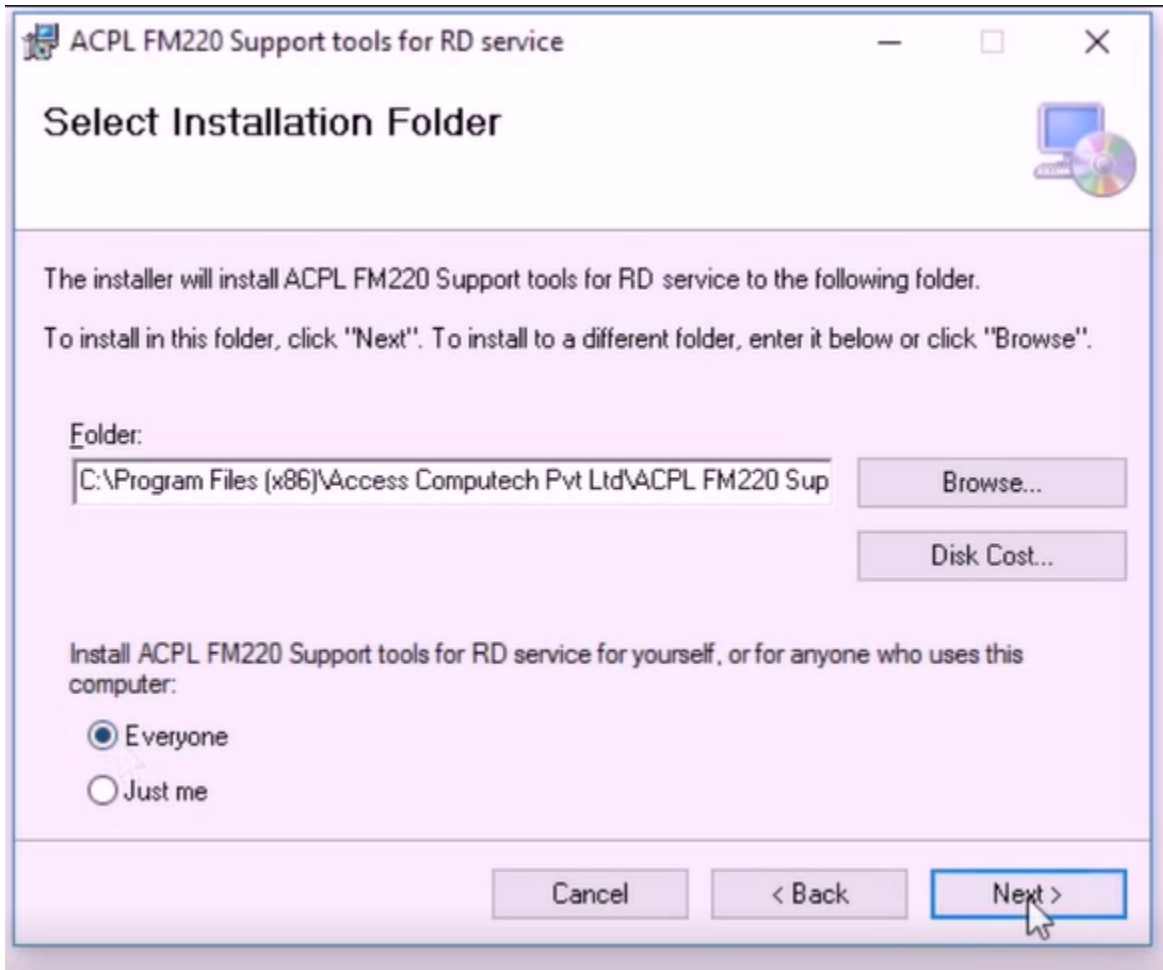 ACPL FM220 Support tools for RD service
Select Installation Folder
The installer will install ACPL FM220 Support tools for RD service to the following folder.
To install in this folder, click "Next". To install to a different folder, enter it below or click "Browse".
Folder:
C:\Program Files (x86)\Access Computech Pvt Ltd\ACPL FM220 Sup
Browse...
Disk Cost...
Install ACPL FM220 Support tools for RD service for yourself, or for anyone who uses this
computer:
Everyone
Just me
Cancel
< Back
Next >